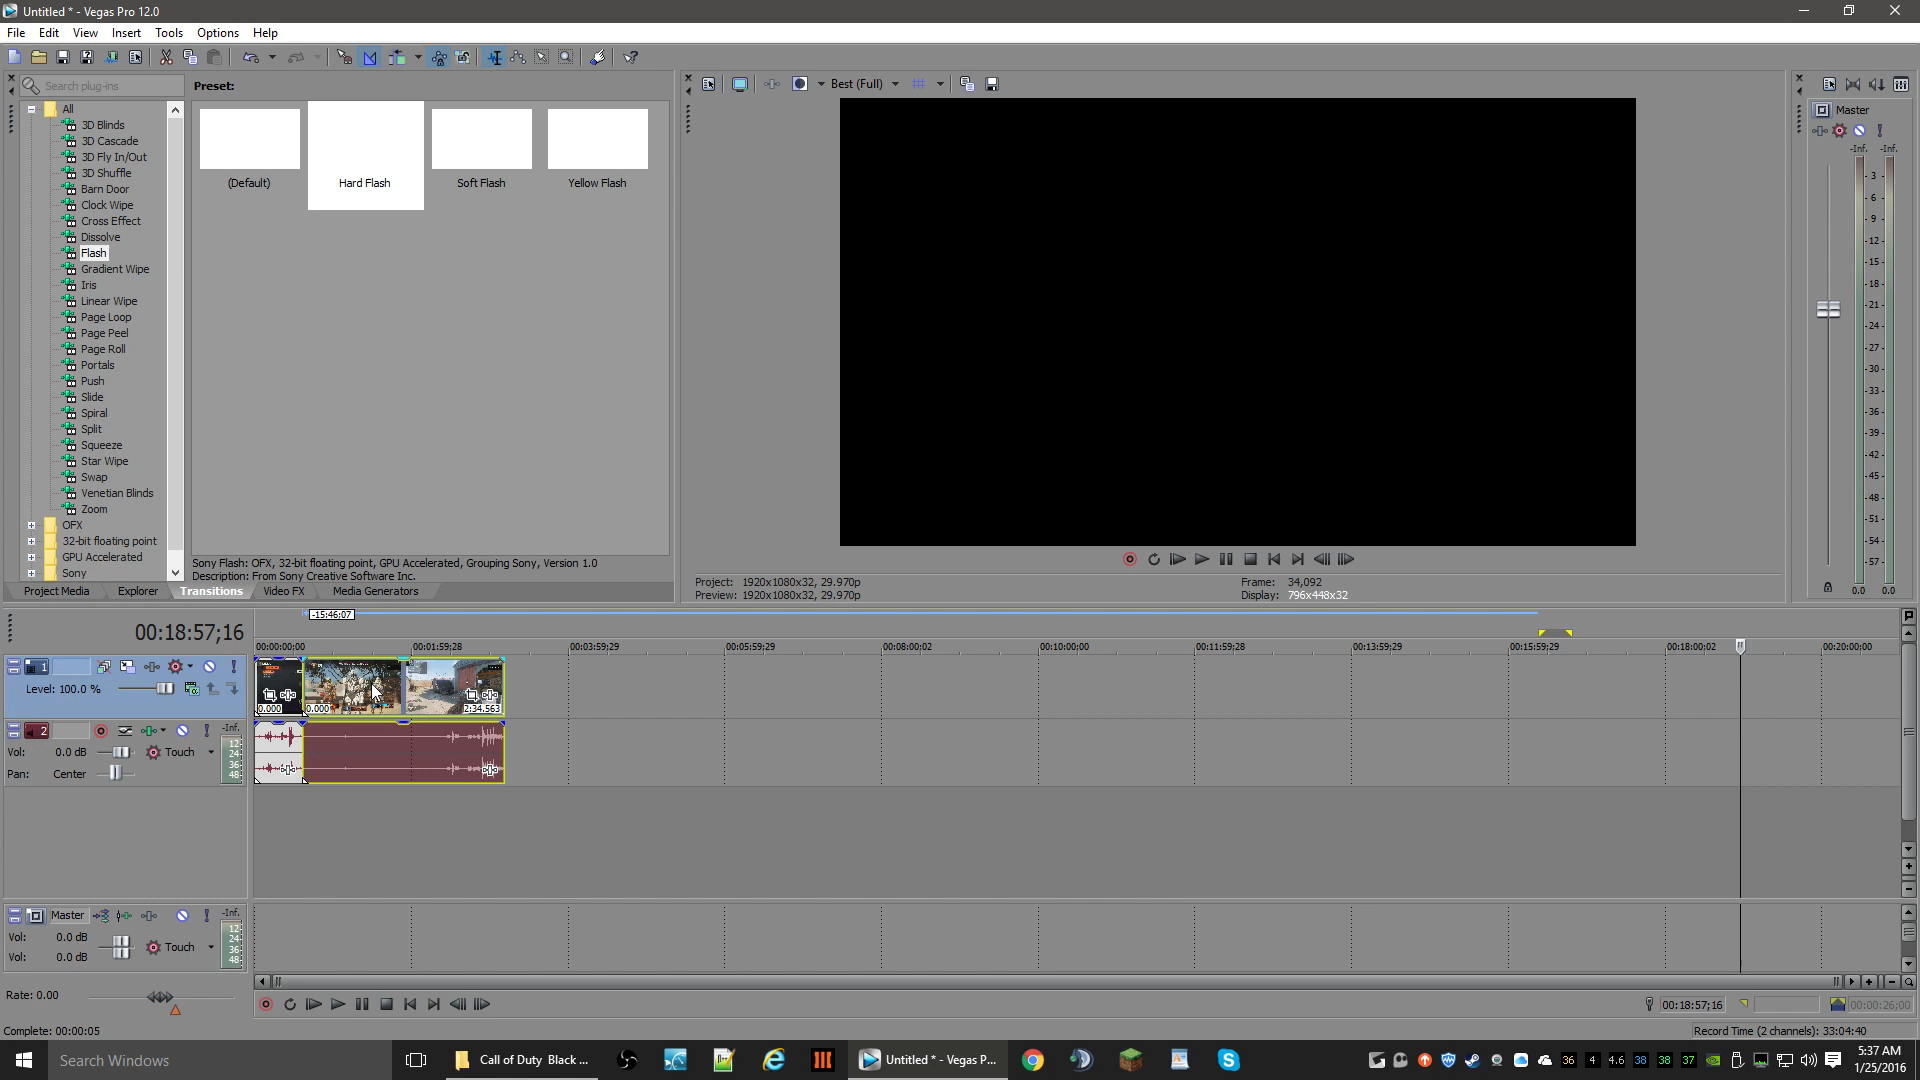 Untitled * - Vegas Pro 12.0
File Edit View Insert Tools Options Help
Search plug-ins
Preset:
Best (Full)
All
3D Blinds
3D Cascade
3D Fly In/Out
3D Shuffle
Barn Door
Clock Wipe
Cross Effect
Dissolve
Flash
Gradient Wipe
Iris
Linear Wipe
Page Loop
Page Peel
Page Roll
Portals
Push
Slide
Spiral
Split
Squeeze
Star Wipe
Swap
Venetian Blinds
Zoom
OFX
32-bit floating point
GPU Accelerated
Sony
(Default) Hard Flash Soft Flash Yellow Flash
Sony Flash: OFX, 32-bit floating point, GPU Accelerated, Grouping Sony, Version 1.0
Description: From Sony Creative Software Inc.
Project Media Explorer Transitions Video FX Media Generators
Project: 1920x1080x32, 29.970p
Preview: 1920x1080x32, 29.970p
Frame: 34,092
Display: 796x448x32
Master
-Inf. -Inf.
- 3 -
- 6 -
- 9 -
- 12 -
- 15 -
- 18 -
- 21 -
- 24 -
- 27 -
- 30 -
- 33 -
- 36 -
- 39 -
- 42 -
- 45 -
- 48 -
- 51 -
- 54 -
- 57 -
0.0 0.0
00:18:57;16
-15:46:07
00:00:00;00 00:01:59;28 00:03:59;29 00:05:59;29 00:08:00;02 00:10:00;00 00:11:59;28 00:13:59;29 00:15:59;29 00:18:00;02 00:20:00;00
1
Level: 100.0 %
0.000 0.000 2:34.563
2
-Inf.
Vol: 0.0 dB Touch
Pan: Center
12
24
36
48
Master
-Inf.
Vol: 0.0 dB
Touch
Vol: 0.0 dB
12
24
36
48
Rate: 0.00
00:18:57;16
00:00:26;00
Complete: 00:00:05
Record Time (2 channels): 33:04:40
Search Windows
Call of Duty Black ...
Untitled * - Vegas P...
36 4 4.6 38 38 37
5:37 AM
1/25/2016